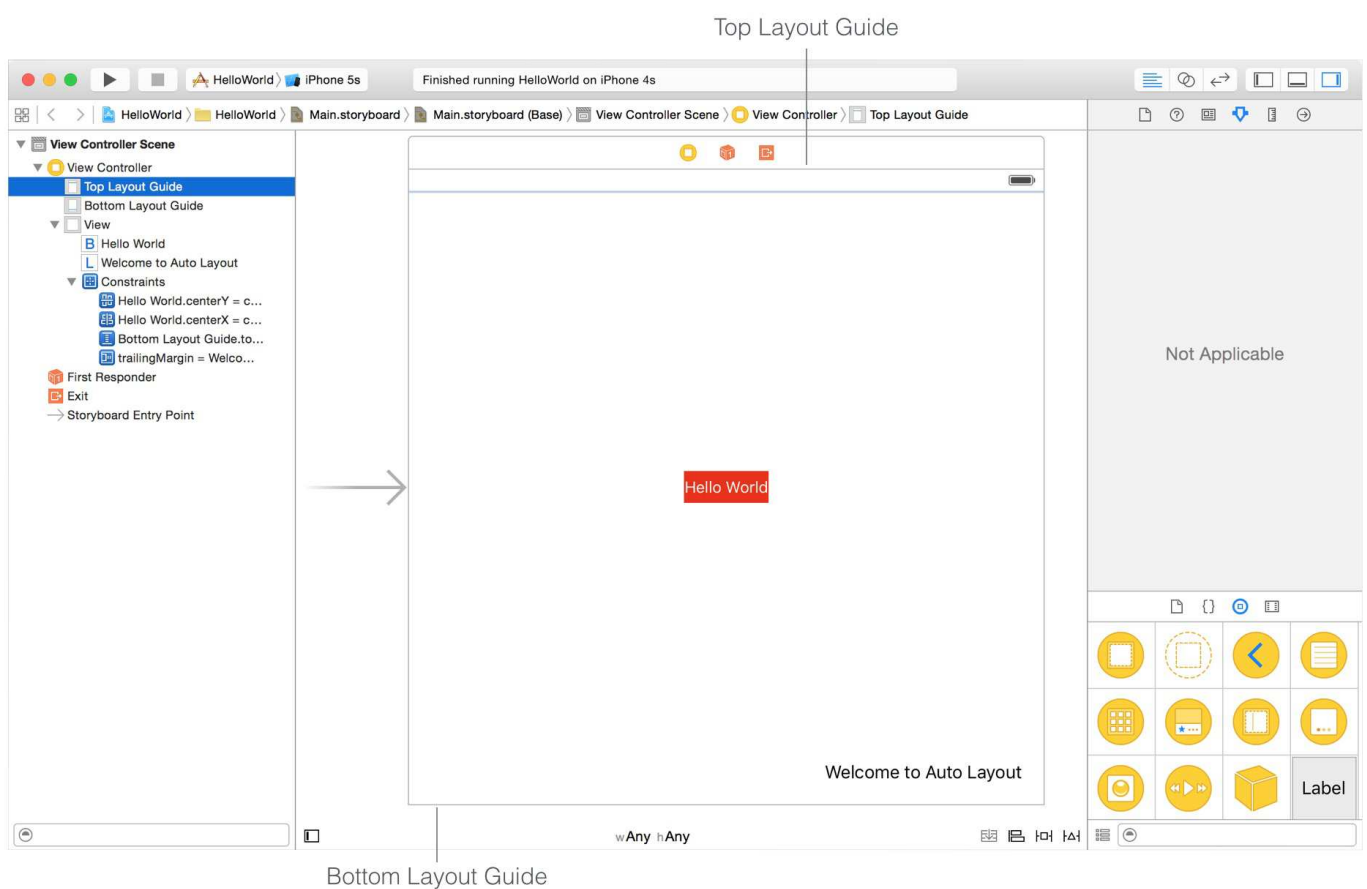 Top Layout Guide
HelloWorld iPhone 5s Finished running HelloWorld on iPhone 4s
HelloWorld HelloWorld Main.storyboard Main.storyboard (Base) View Controller Scene View Controller Top Layout Guide
View Controller Scene
View Controller
Top Layout Guide
Bottom Layout Guide
View
B Hello World
L Welcome to Auto Layout
Constraints
Hello World.centerY = c...
Hello World.centerX = c...
Bottom Layout Guide.to...
trailingMargin = Welco...
First Responder
Exit
Storyboard Entry Point
Hello World
Welcome to Auto Layout
wAny hAny
Not Applicable
Label
Bottom Layout Guide